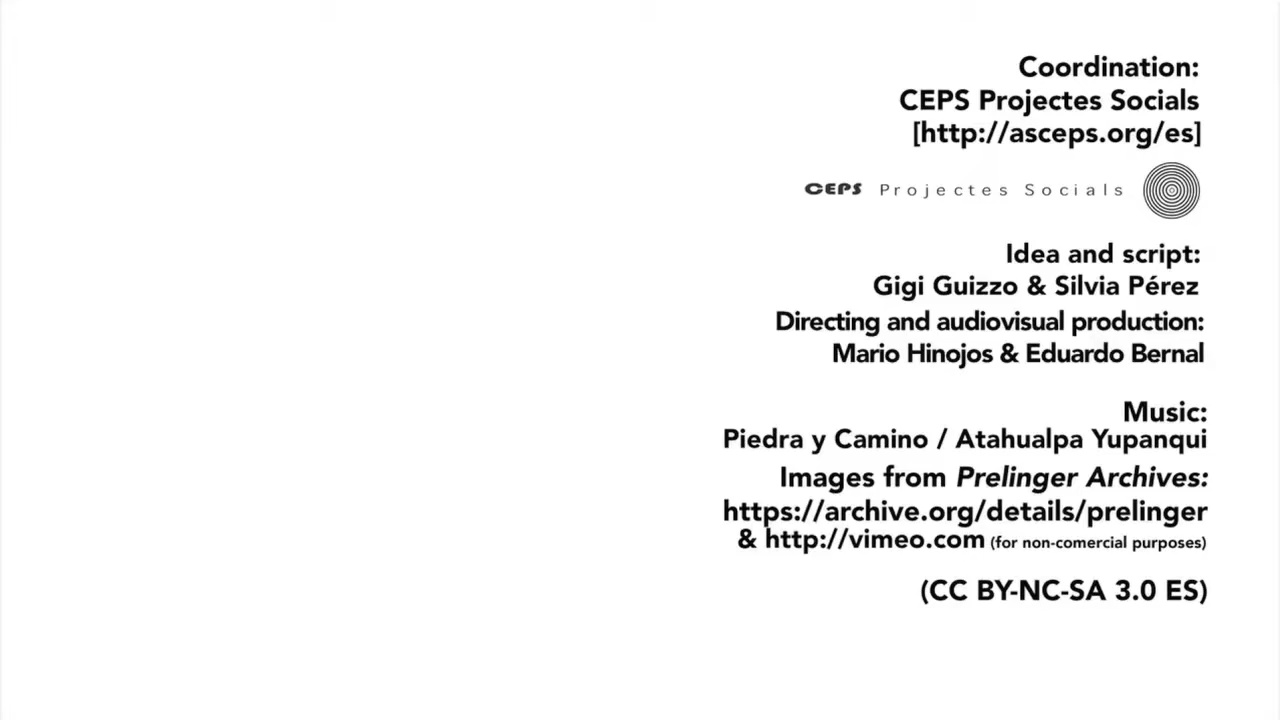 Coordination:
CEPS Projectes Socials
[http://asceps.org/es]
CEPS Projectes Socials
Idea and script:
Gigi Guizzo & Silvia Pérez
Directing and audiovisual production:
Mario Hinojos & Eduardo Bernal
Music:
Piedra y Camino / Atahualpa Yupanqui
Images from Prelinger Archives:
https://archive.org/details/prelinger
& http://vimeo.com (for non-comercial purposes)
(CC BY-NC-SA 3.0 ES)